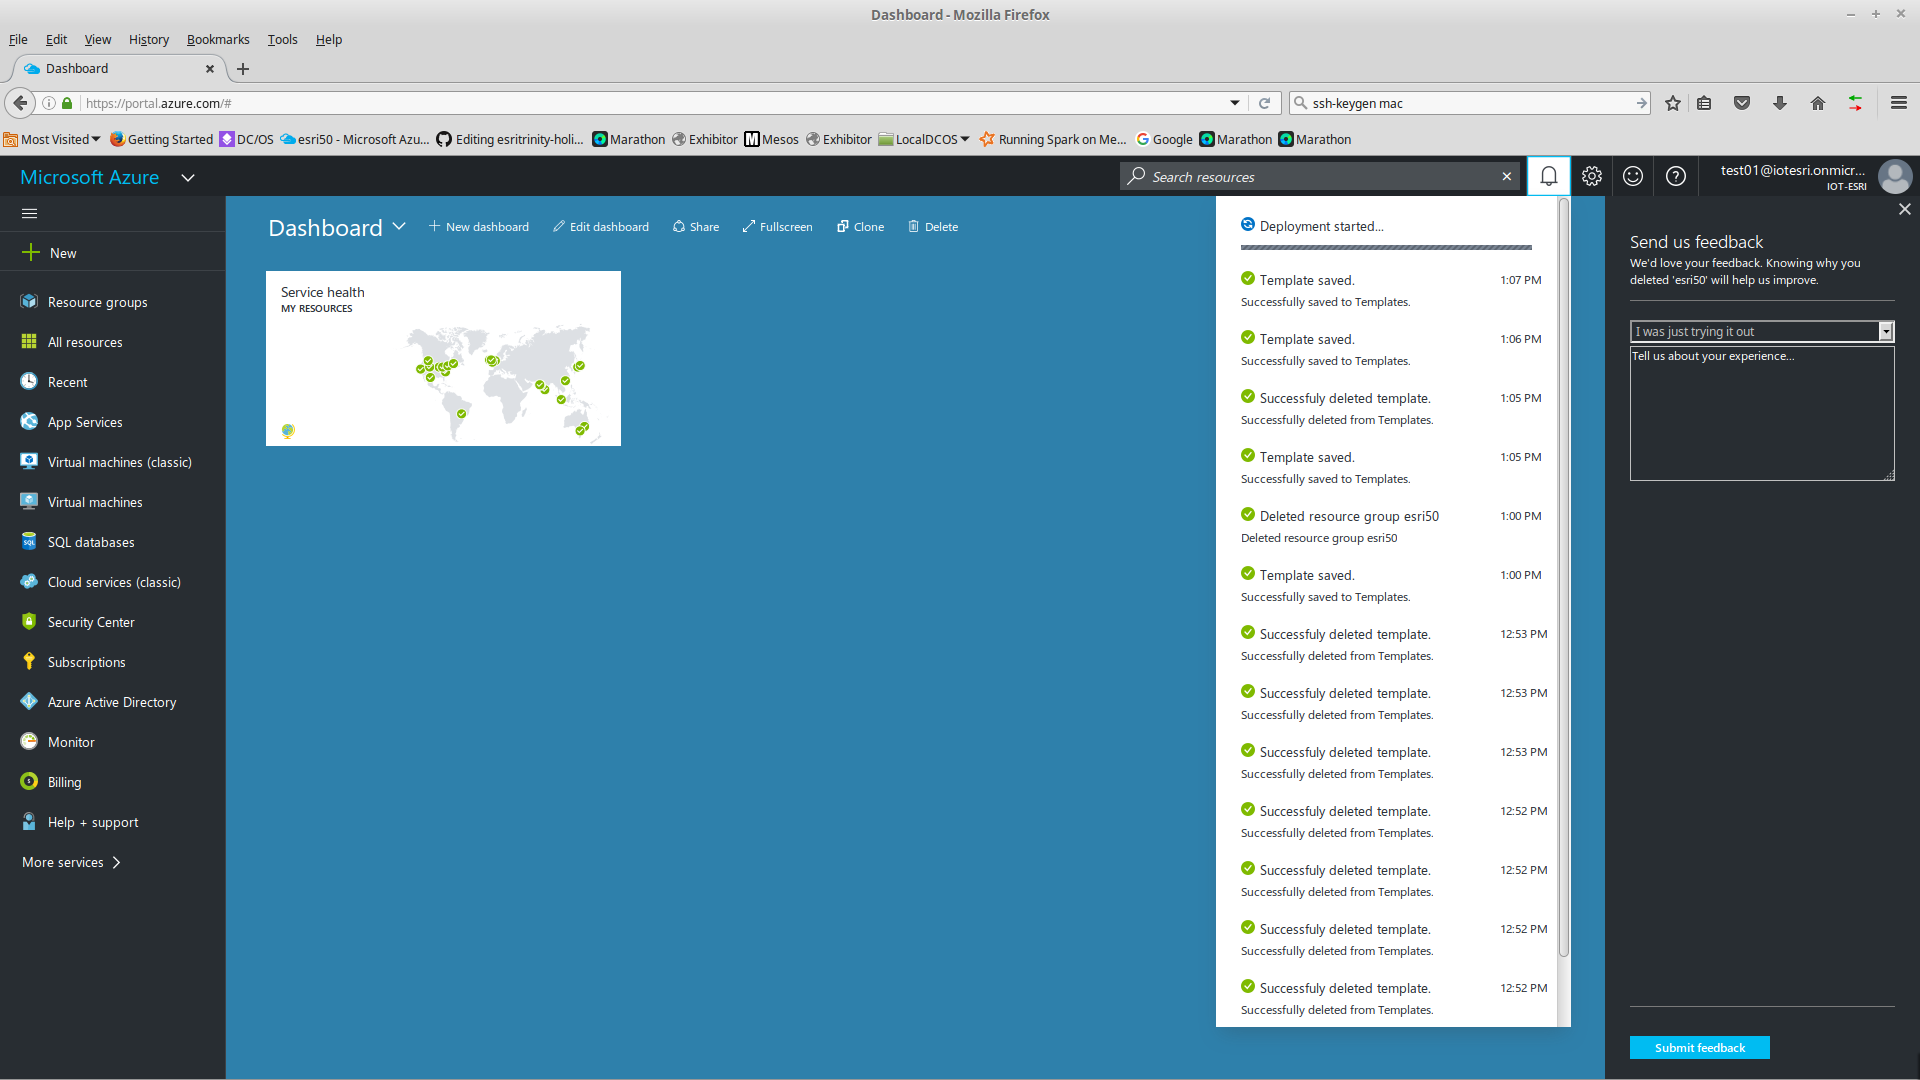 Dashboard - Mozilla Firefox
File Edit View History Bookmarks Tools Help
Dashboard
https://portal.azure.com/#
ssh-keygen mac
Most Visited Getting Started DC/OS esri50 - Microsoft Azu... Editing esritrinity-holi... Marathon Exhibitor Mesos Exhibitor LocalDCOS Running Spark on Me... Google Marathon Marathon
Microsoft Azure
Search resources
test01@iotesri.onmicr...
IOT-ESRI
New
Resource groups
All resources
Recent
App Services
Virtual machines (classic)
Virtual machines
SQL databases
Cloud services (classic)
Security Center
Subscriptions
Azure Active Directory
Monitor
Billing
Help + support
More services
Dashboard
New dashboard Edit dashboard Share Fullscreen Clone Delete
Service health
MY RESOURCES
Deployment started...
Template saved. 1:07 PM
Successfully saved to Templates.
Template saved. 1:06 PM
Successfully saved to Templates.
Successfuly deleted template. 1:05 PM
Successfully deleted from Templates.
Template saved. 1:05 PM
Successfully saved to Templates.
Deleted resource group esri50 1:00 PM
Deleted resource group esri50
Template saved. 1:00 PM
Successfully saved to Templates.
Successfuly deleted template. 12:53 PM
Successfully deleted from Templates.
Successfuly deleted template. 12:53 PM
Successfully deleted from Templates.
Successfuly deleted template. 12:53 PM
Successfully deleted from Templates.
Successfuly deleted template. 12:52 PM
Successfully deleted from Templates.
Successfuly deleted template. 12:52 PM
Successfully deleted from Templates.
Successfuly deleted template. 12:52 PM
Successfully deleted from Templates.
Successfuly deleted template. 12:52 PM
Successfully deleted from Templates.
Send us feedback
We'd love your feedback. Knowing why you
deleted 'esri50' will help us improve.
I was just trying it out
Tell us about your experience...
Submit feedback